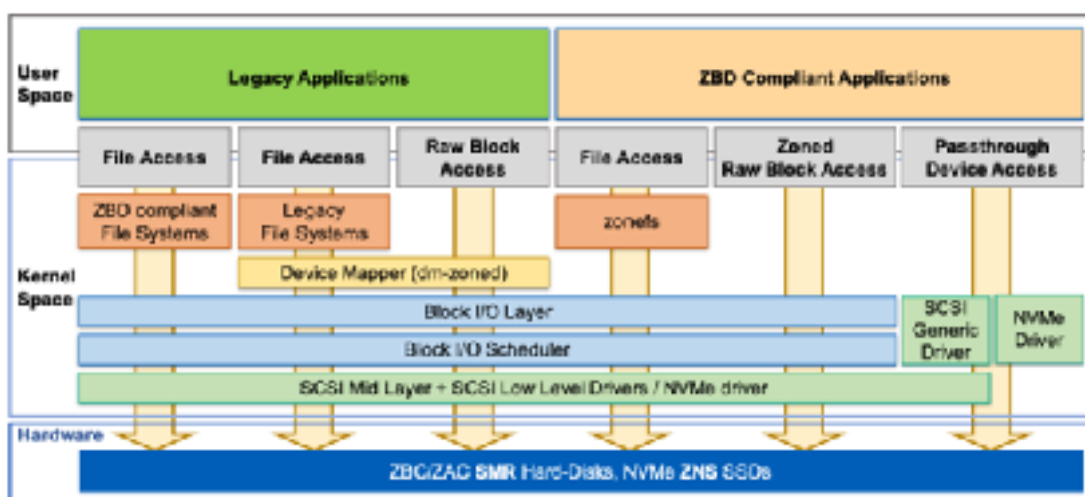 User
Space
Legacy Applications
ZBD Compliant Applications
File Access
File Access
Raw Block
Access
File Access
Zoned
Raw Block Access
Passthrough
Device Access
Kernel
Space
ZBD compliant
File Systems
Legacy
File Systems
zonefs
Device Mapper (dm-zoned)
Block I/O Layer
SCSI
Generic
Driver
NVMe
Driver
Block I/O Scheduler
SCSI Mid Layer + SCSI Low Level Drivers / NVMe driver
Hardware
ZBC/ZAC SMR Hard-Disks, NVMe ZNS SSDs